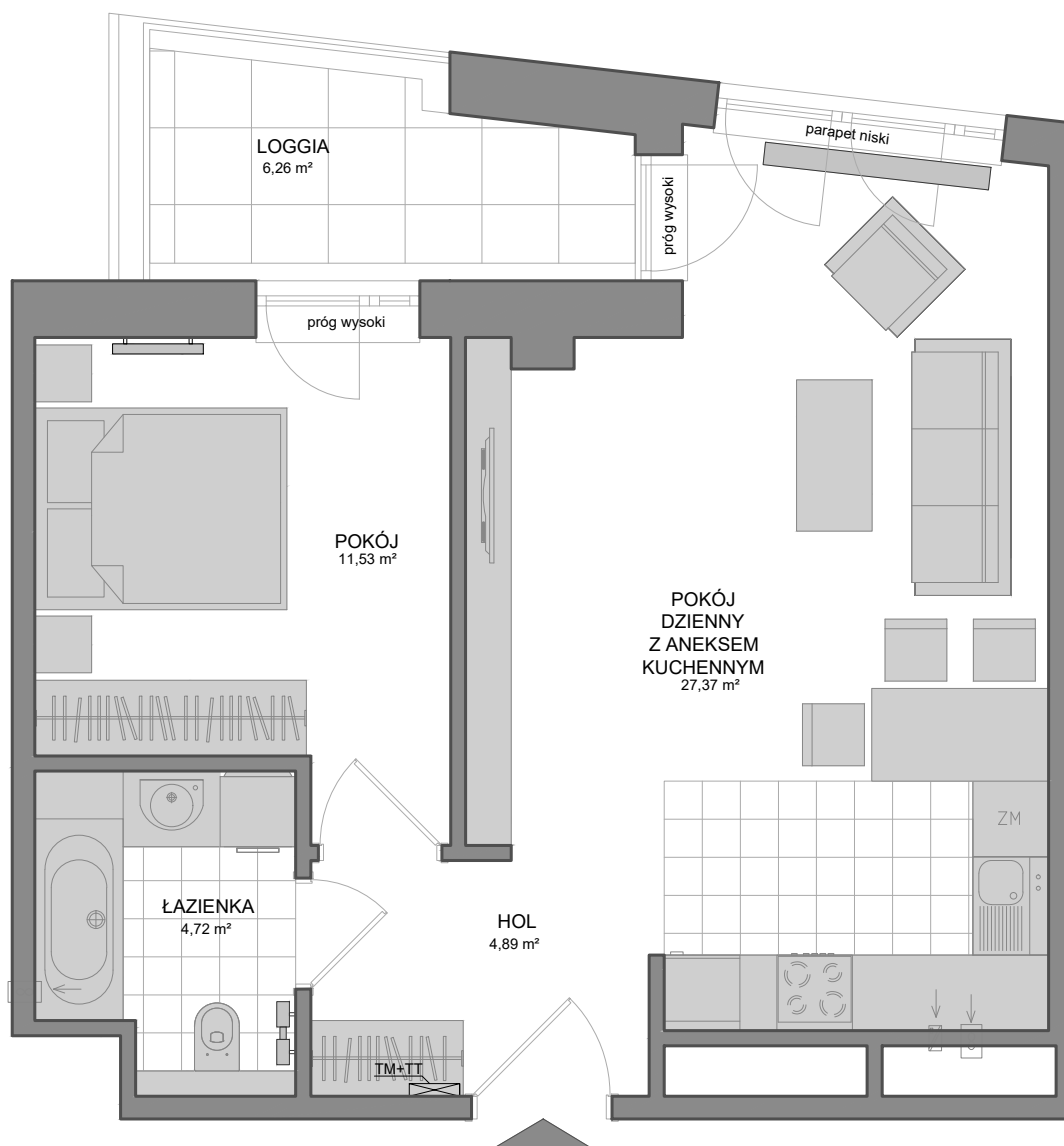 LOGGIA
6,26 m²
parapet niski
próg wysoki
próg wysoki
POKÓJ
11,53 m²
POKÓJ
DZIENNY
Z ANEKSEM
KUCHENNYM
27,37 m²
ZM
ŁAZIENKA
4,72 m²
HOL
4,89 m²
TM+TT